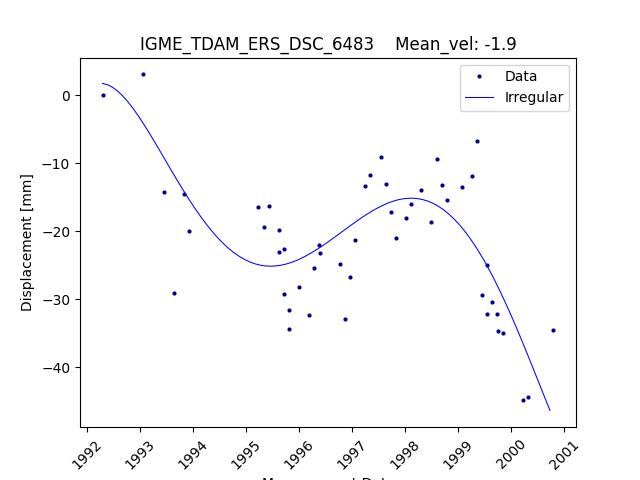 IGME_TDAM_ERS_DSC_6483    Mean_vel: -1.9
Data
Irregular
Displacement [mm]
0
−10
−20
−30
−40
1992 1993 1994 1995 1996 1997 1998 1999 2000 2001